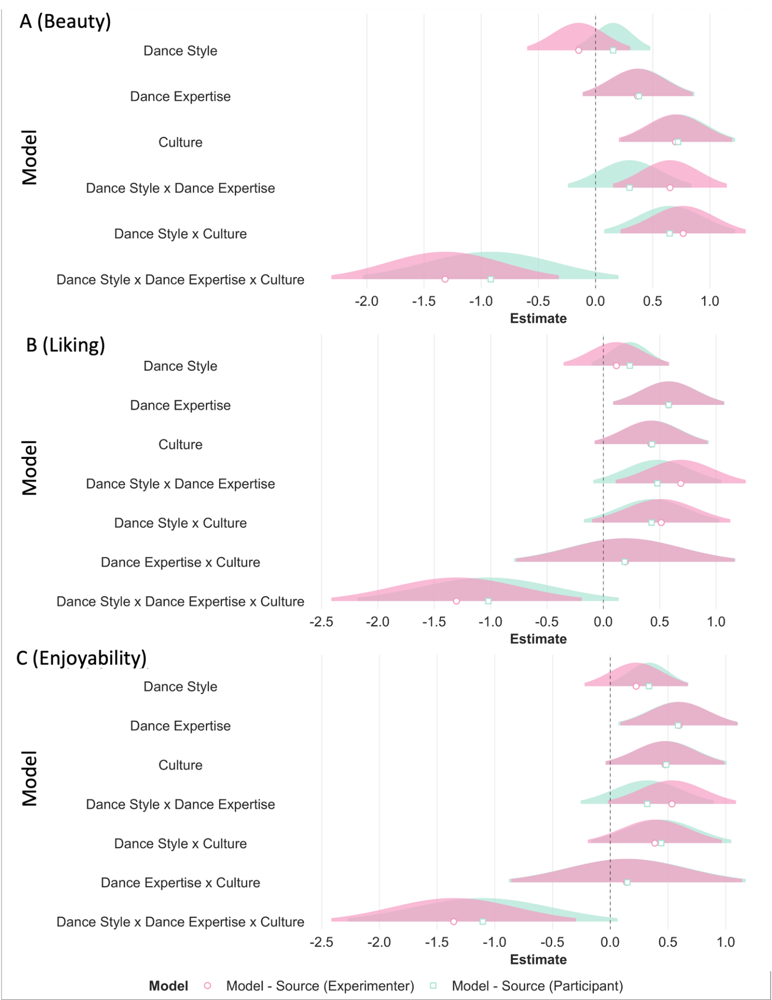 A (Beauty)
Dance Style
Dance Expertise
Culture
Model
Dance Style x Dance Expertise
Dance Style x Culture
Dance Style x Dance Expertise x Culture
-2.0 -1.5 -1.0 -0.5 0.0 0.5 1.0
Estimate
B (Liking)
Dance Style
Dance Expertise
Culture
Model
Dance Style x Dance Expertise
Dance Style x Culture
Dance Expertise x Culture
Dance Style x Dance Expertise x Culture
-2.5 -2.0 -1.5 -1.0 -0.5 0.0 0.5 1.0
Estimate
C (Enjoyability)
Dance Style
Dance Expertise
Culture
Model
Dance Style x Dance Expertise
Dance Style x Culture
Dance Expertise x Culture
Dance Style x Dance Expertise x Culture
-2.5 -2.0 -1.5 -1.0 -0.5 0.0 0.5 1.0
Estimate
Model Model - Source (Experimenter) Model - Source (Participant)